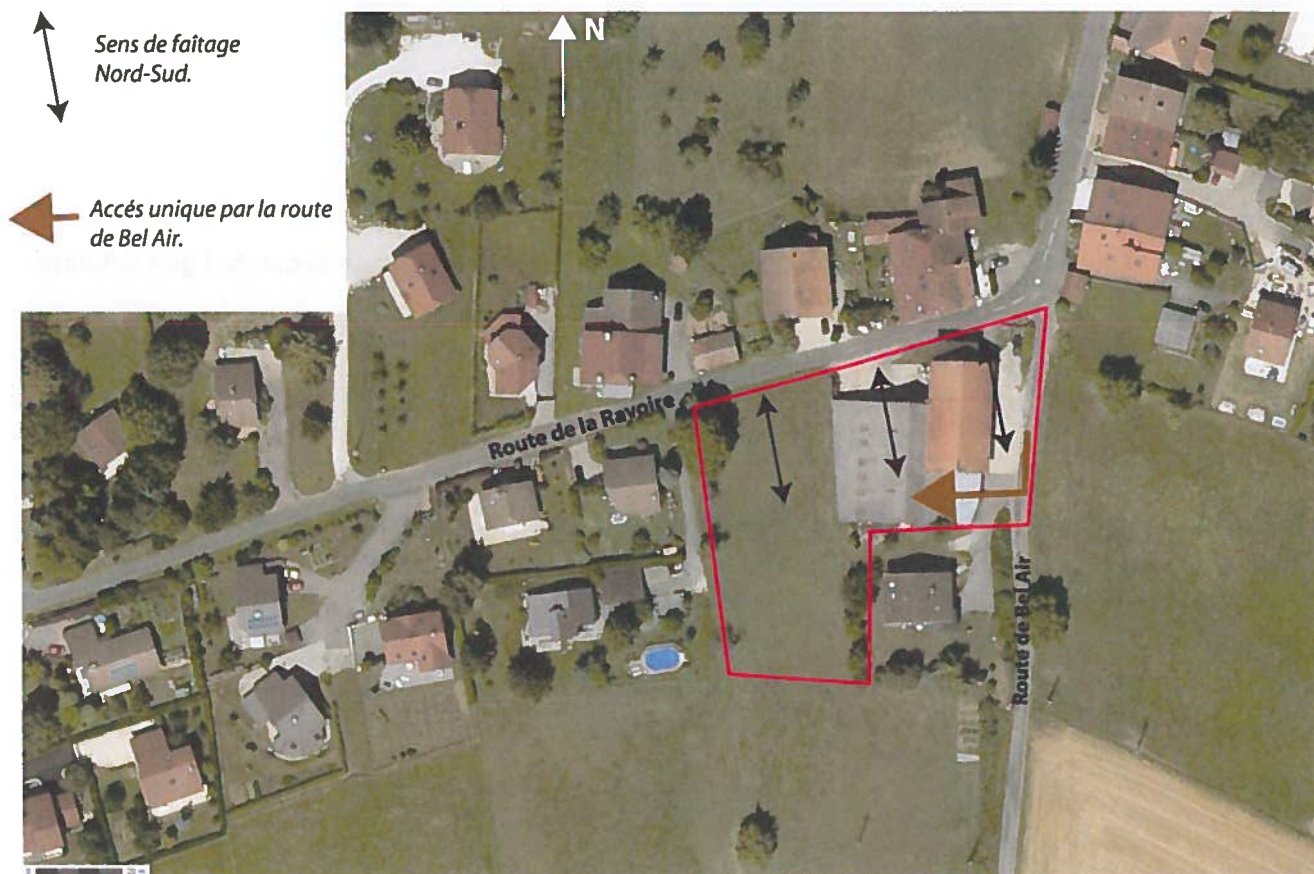 Sens de faîtage
Nord-Sud.
N
Accés unique par la route
de Bel Air.
Route de la Ravoire
Route de Bel Air